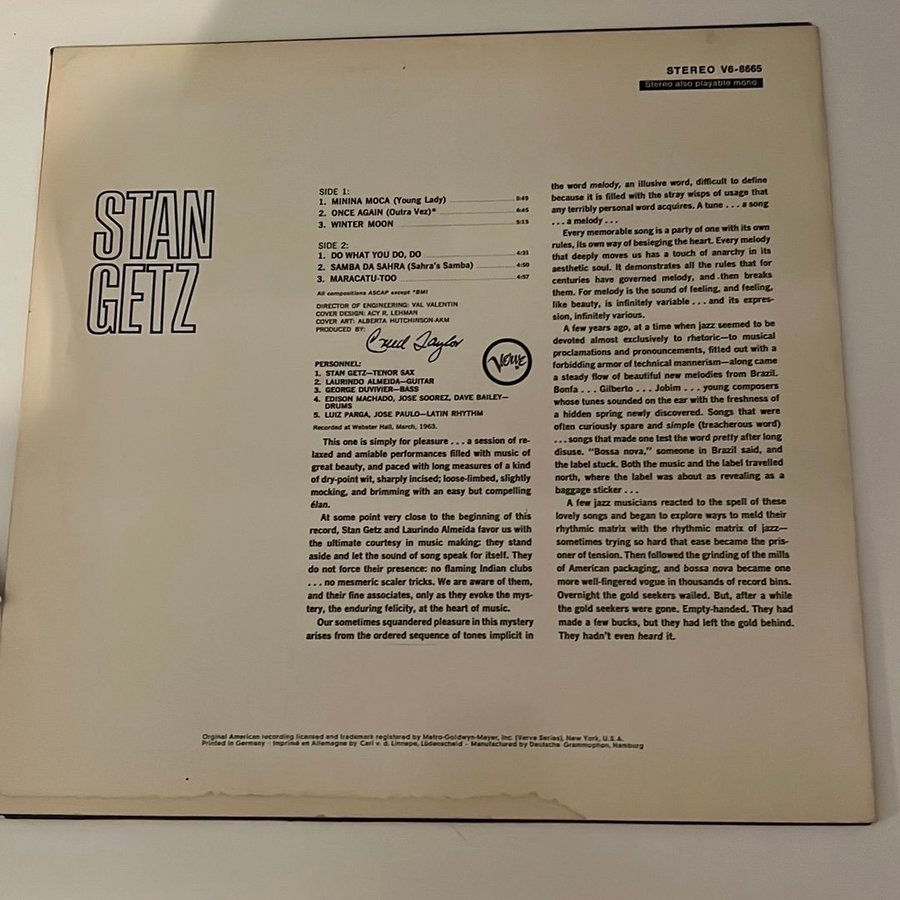 STEREO V6-8665
Stereo also playable mono
STAN
GETZ
SIDE 1:
1. MININA MOCA (Young Lady) 5:49
2. ONCE AGAIN (Outra Vez)* 6:45
3. WINTER MOON 5:19
SIDE 2:
1. DO WHAT YOU DO, DO 4:21
2. SAMBA DA SAHRA (Sahra's Samba) 4:50
3. MARACATU-TOO 4:57
All compositions ASCAP except *BMI
DIRECTOR OF ENGINEERING: VAL VALENTIN
COVER DESIGN: ACY R. LEHMAN
COVER ART: ALBERTA HUTCHINSON-AKM
PRODUCED BY:
Creed Taylor
Verve
PERSONNEL:
1. STAN GETZ—TENOR SAX
2. LAURINDO ALMEIDA—GUITAR
3. GEORGE DUVIVIER—BASS
4. EDISON MACHADO, JOSE SOOREZ, DAVE BAILEY—
DRUMS
5. LUIZ PARGA, JOSE PAULO—LATIN RHYTHM
Recorded at Webster Hall, March, 1963.
This one is simply for pleasure . . . a session of re-
laxed and amiable performances filled with music of
great beauty, and paced with long measures of a kind
of dry-point wit, sharply incised; loose-limbed, slightly
mocking, and brimming with an easy but compelling
élan.
At some point very close to the beginning of this
record, Stan Getz and Laurindo Almeida favor us with
the ultimate courtesy in music making: they stand
aside and let the sound of song speak for itself. They
do not force their presence: no flaming Indian clubs
. . . no mesmeric scaler tricks. We are aware of them,
and their fine associates, only as they evoke the mys-
tery, the enduring felicity, at the heart of music.
Our sometimes squandered pleasure in this mystery
arises from the ordered sequence of tones implicit in
the word melody, an illusive word, difficult to define
because it is filled with the stray wisps of usage that
any terribly personal word acquires. A tune . . . a song
. . . a melody . . .
Every memorable song is a party of one with its own
rules, its own way of besieging the heart. Every melody
that deeply moves us has a touch of anarchy in its
aesthetic soul. It demonstrates all the rules that for
centuries have governed melody, and then breaks
them. For melody is the sound of feeling, and feeling,
like beauty, is infinitely variable . . . and its expres-
sion, infinitely various.
A few years ago, at a time when jazz seemed to be
devoted almost exclusively to rhetoric—to musical
proclamations and pronouncements, fitted out with a
forbidding armor of technical mannerism—along came
a steady flow of beautiful new melodies from Brazil.
Bonfa . . . Gilberto . . . Jobim . . . young composers
whose tunes sounded on the ear with the freshness of
a hidden spring newly discovered. Songs that were
often curiously spare and simple (treacherous word)
. . . songs that made one test the word pretty after long
disuse. "Bossa nova," someone in Brazil said, and
the label stuck. Both the music and the label travelled
north, where the label was about as revealing as a
baggage sticker . . .
A few jazz musicians reacted to the spell of these
lovely songs and began to explore ways to meld their
rhythmic matrix with the rhythmic matrix of jazz—
sometimes trying so hard that ease became the pris-
oner of tension. Then followed the grinding of the mills
of American packaging, and bossa nova became one
more well-fingered vogue in thousands of record bins.
Overnight the gold seekers wailed. But, after a while
the gold seekers were gone. Empty-handed. They had
made a few bucks, but they had left the gold behind.
They hadn't even heard it.
Orginal American recording licensed and trademark registered by Metro-Goldwyn-Mayer, Inc. (Verve Series), New York, U.S.A.
Printed in Germany · Imprimé en Allemagne by Carl v. d. Linnepe, Lüdenscheid · Manufactured by Deutsche Grammophon, Hamburg